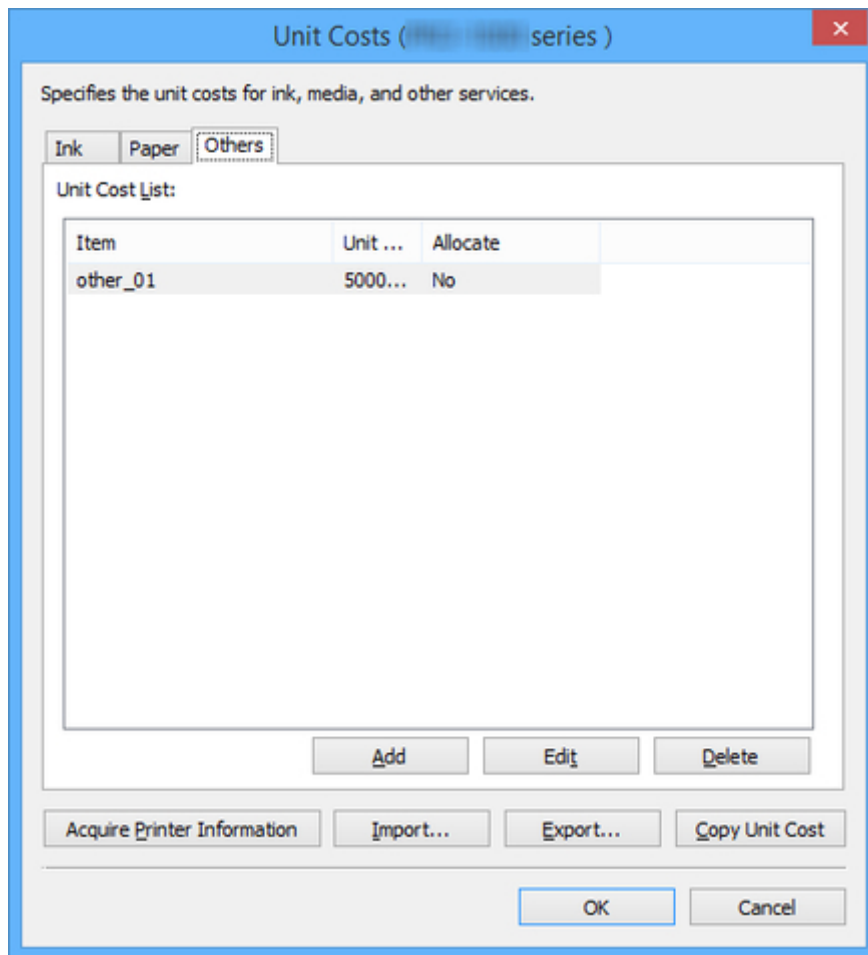 Unit Costs ( series )
Specifies the unit costs for ink, media, and other services.
Ink Paper Others
Unit Cost List:
Item Unit ... Allocate
other_01 5000... No
Add Edit Delete
Acquire Printer Information Import... Export... Copy Unit Cost
OK Cancel